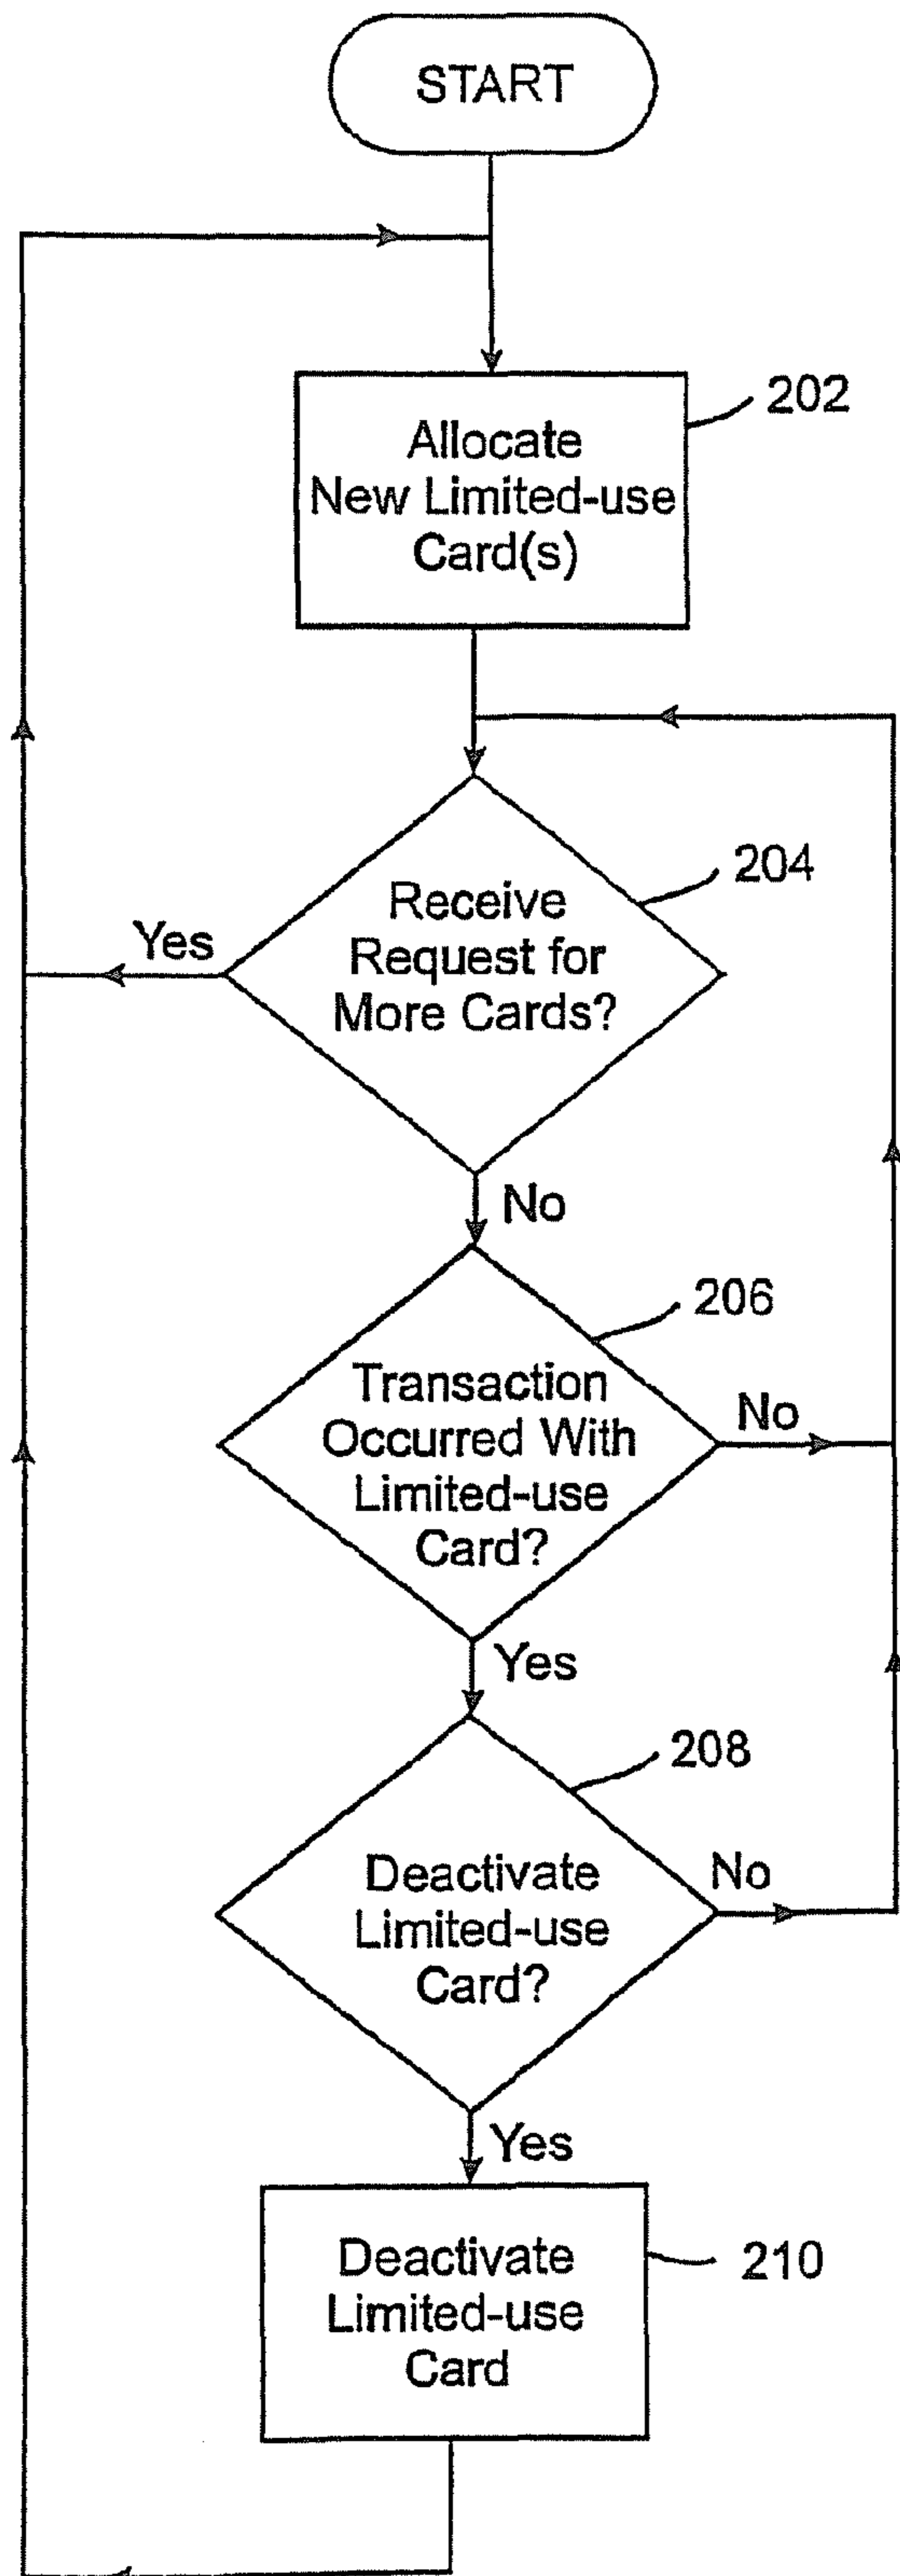 START
202
Allocate
New Limited-use
Card(s)
204
Receive
Request for
More Cards?
Yes
No
206
Transaction
Occurred With
Limited-use
Card?
No
Yes
208
Deactivate
Limited-use
Card?
No
Yes
210
Deactivate
Limited-use
Card